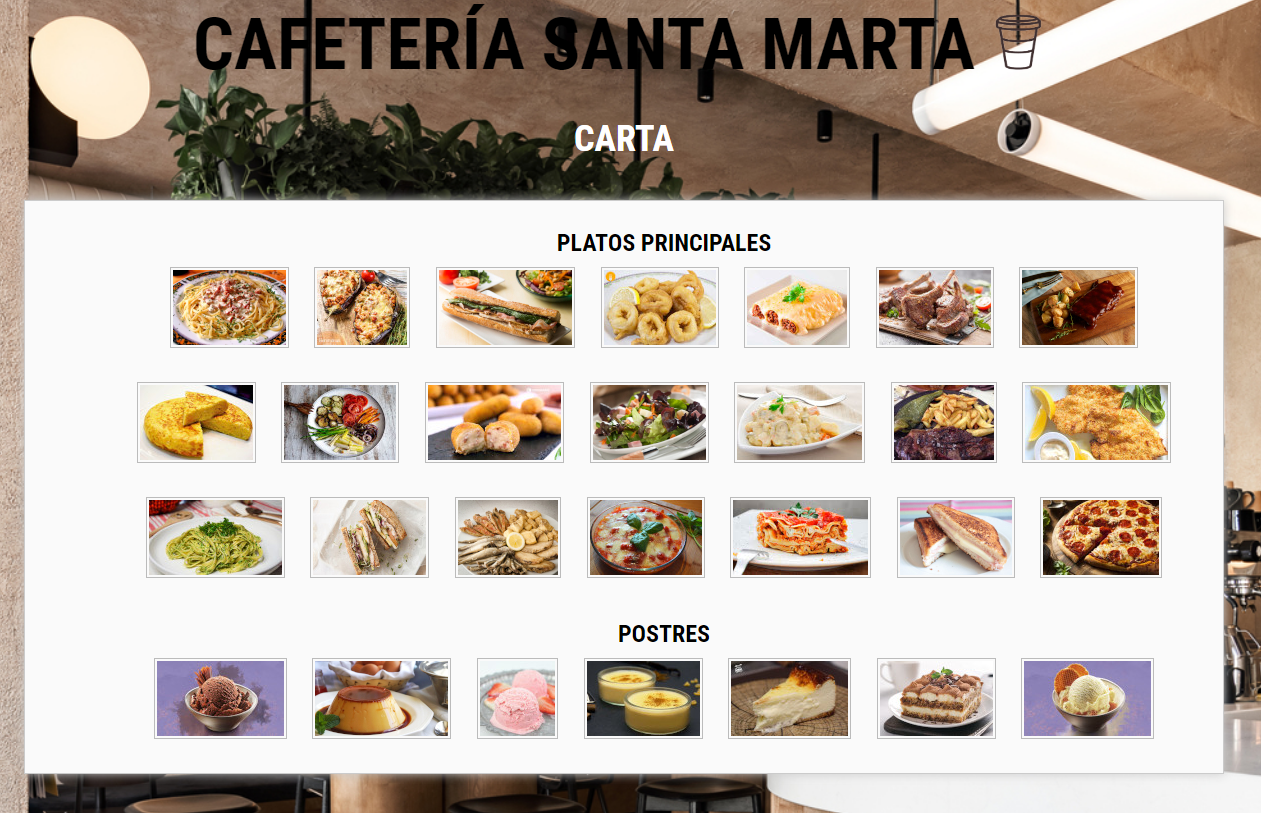 CAFETERÍA SANTA MARTA
CARTA
PLATOS PRINCIPALES
POSTRES